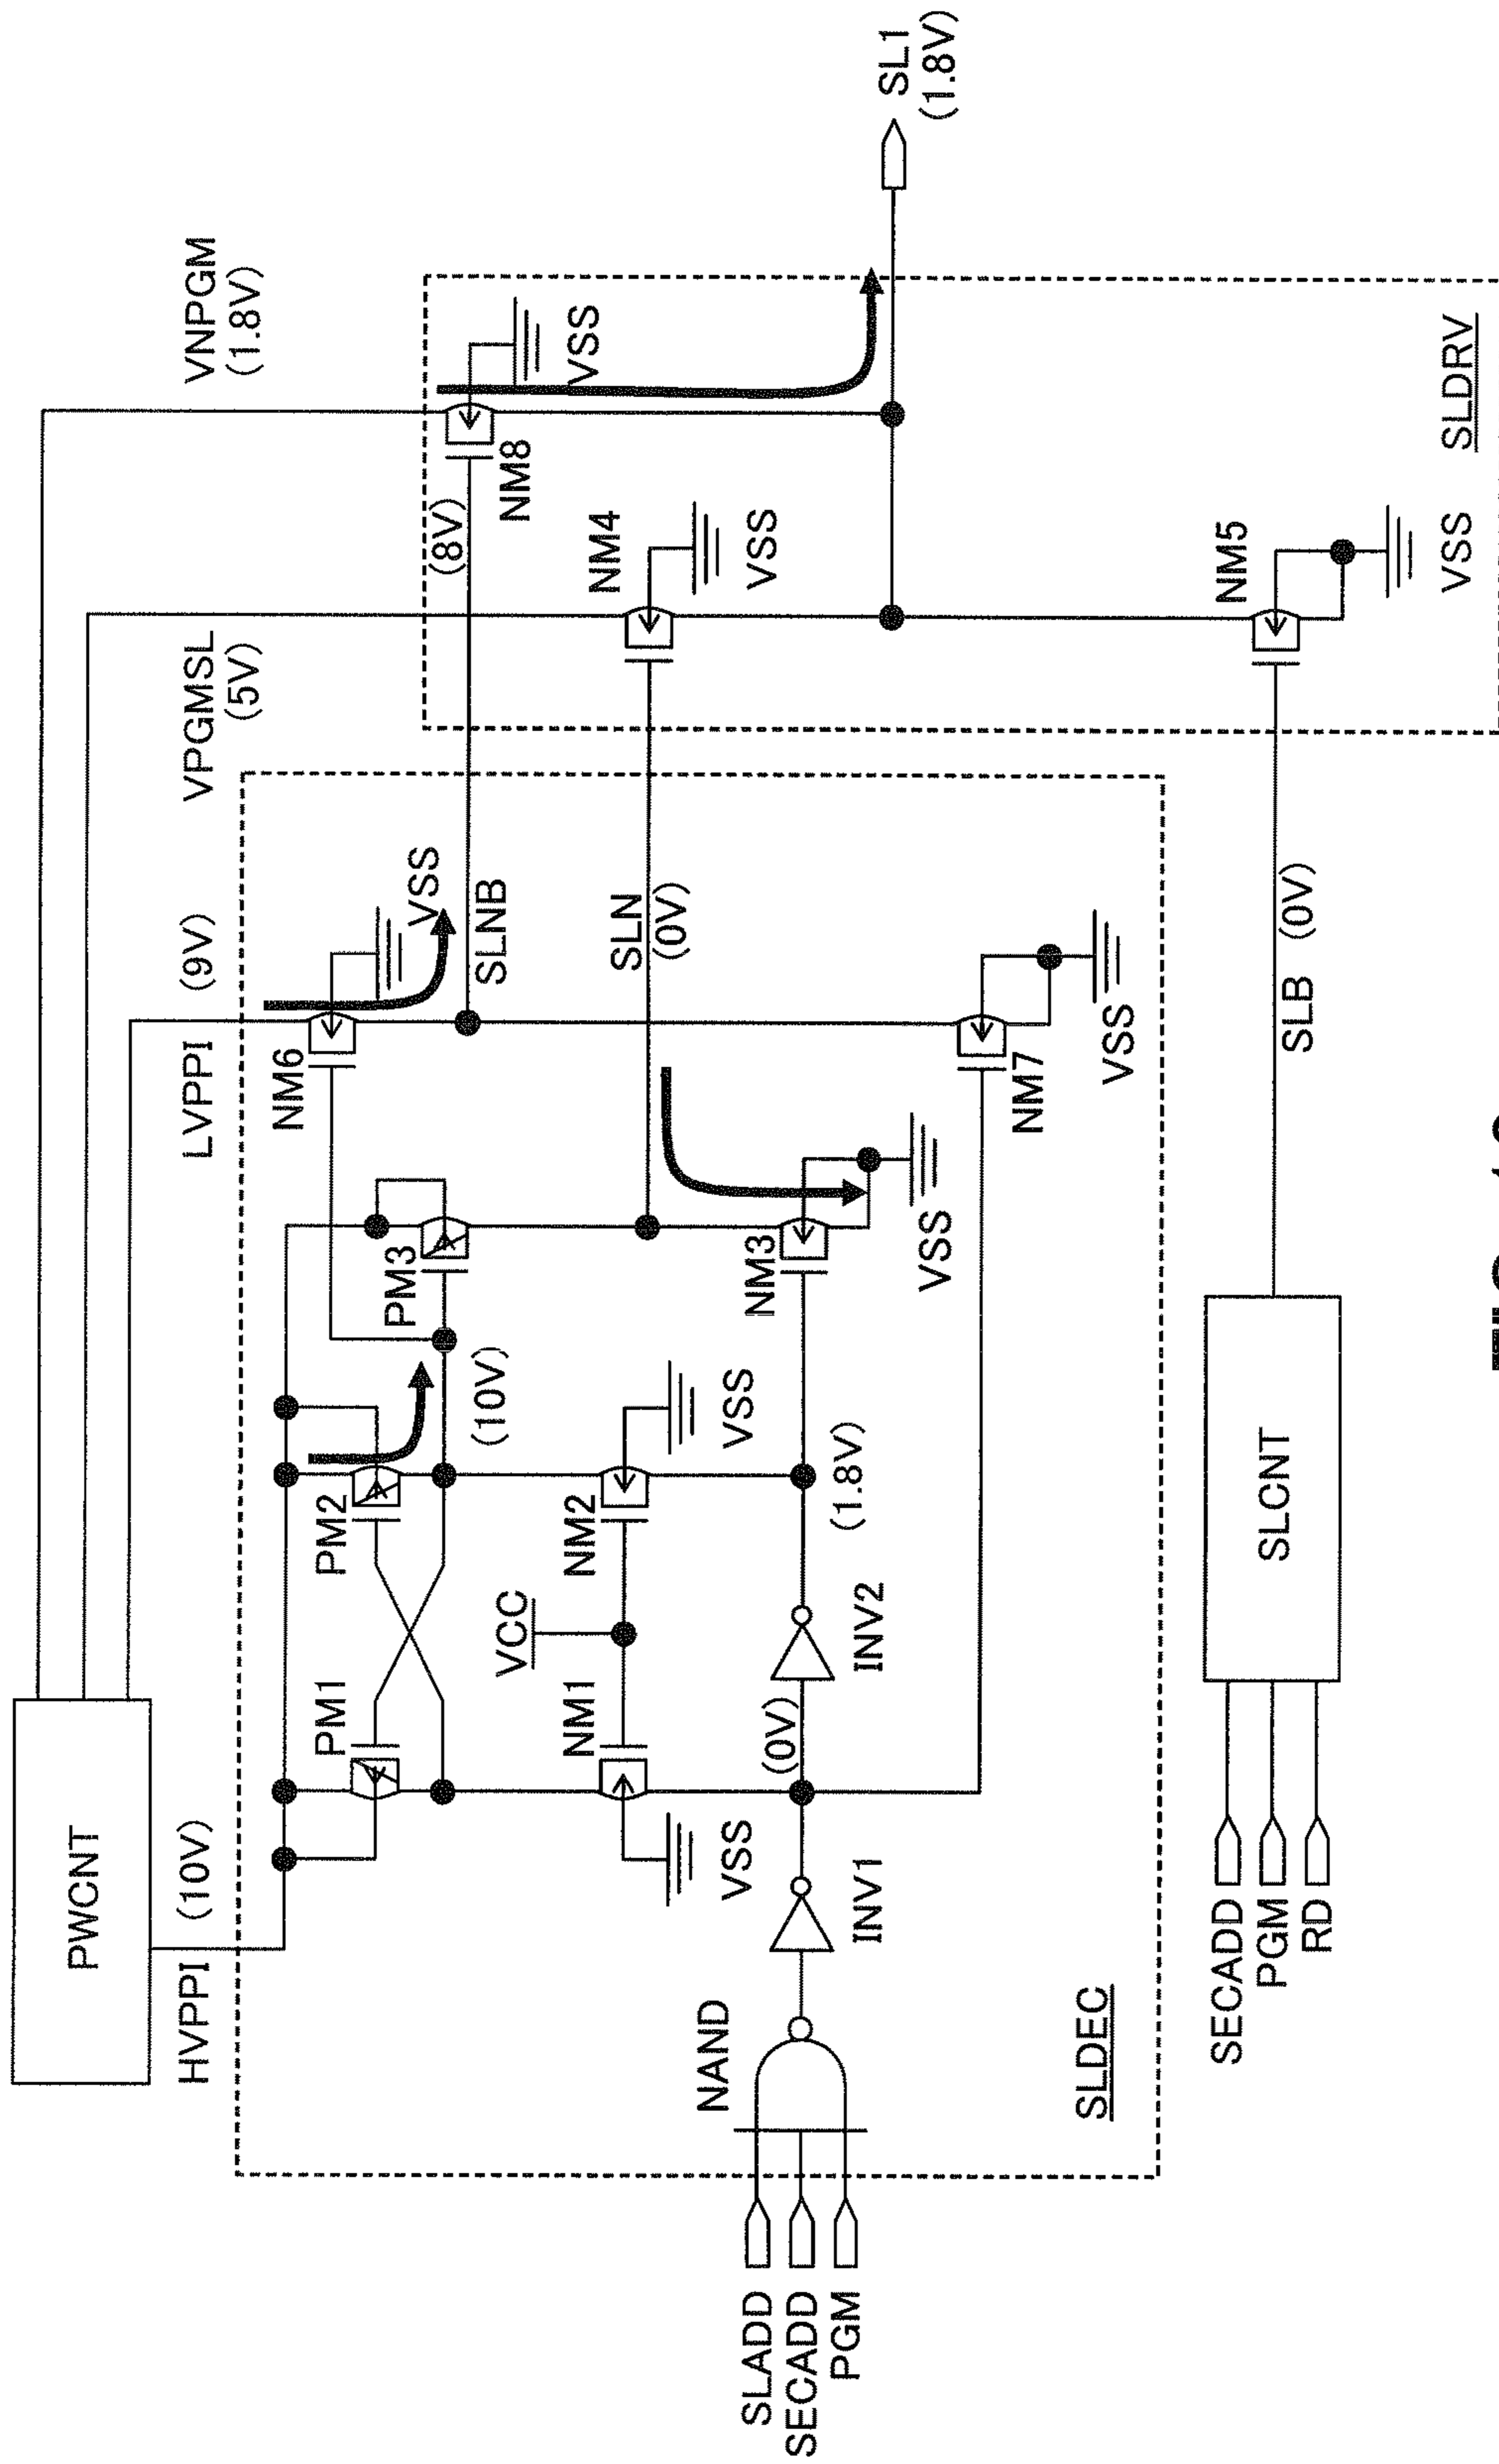 PWCNT
HVPPI (10V)
LVPPI (9V)
VPGMSL
(5V)
VNPGM
(1.8V)
PM1
PM2
PM3
NM6
VSS
(10V)
SLNB
(8V)
NM8
VSS
VCC
NM1
NM2
VSS
VSS
SLN
(0V)
NM4
VSS
SL1
(1.8V)
NAND
INV1
(0V)
INV2
(1.8V)
NM3
VSS
NM7
VSS
SLADD
SECADD
PGM
SLDEC
SECADD
PGM
RD
SLCNT
SLB (0V)
NM5
VSS
SLDRV